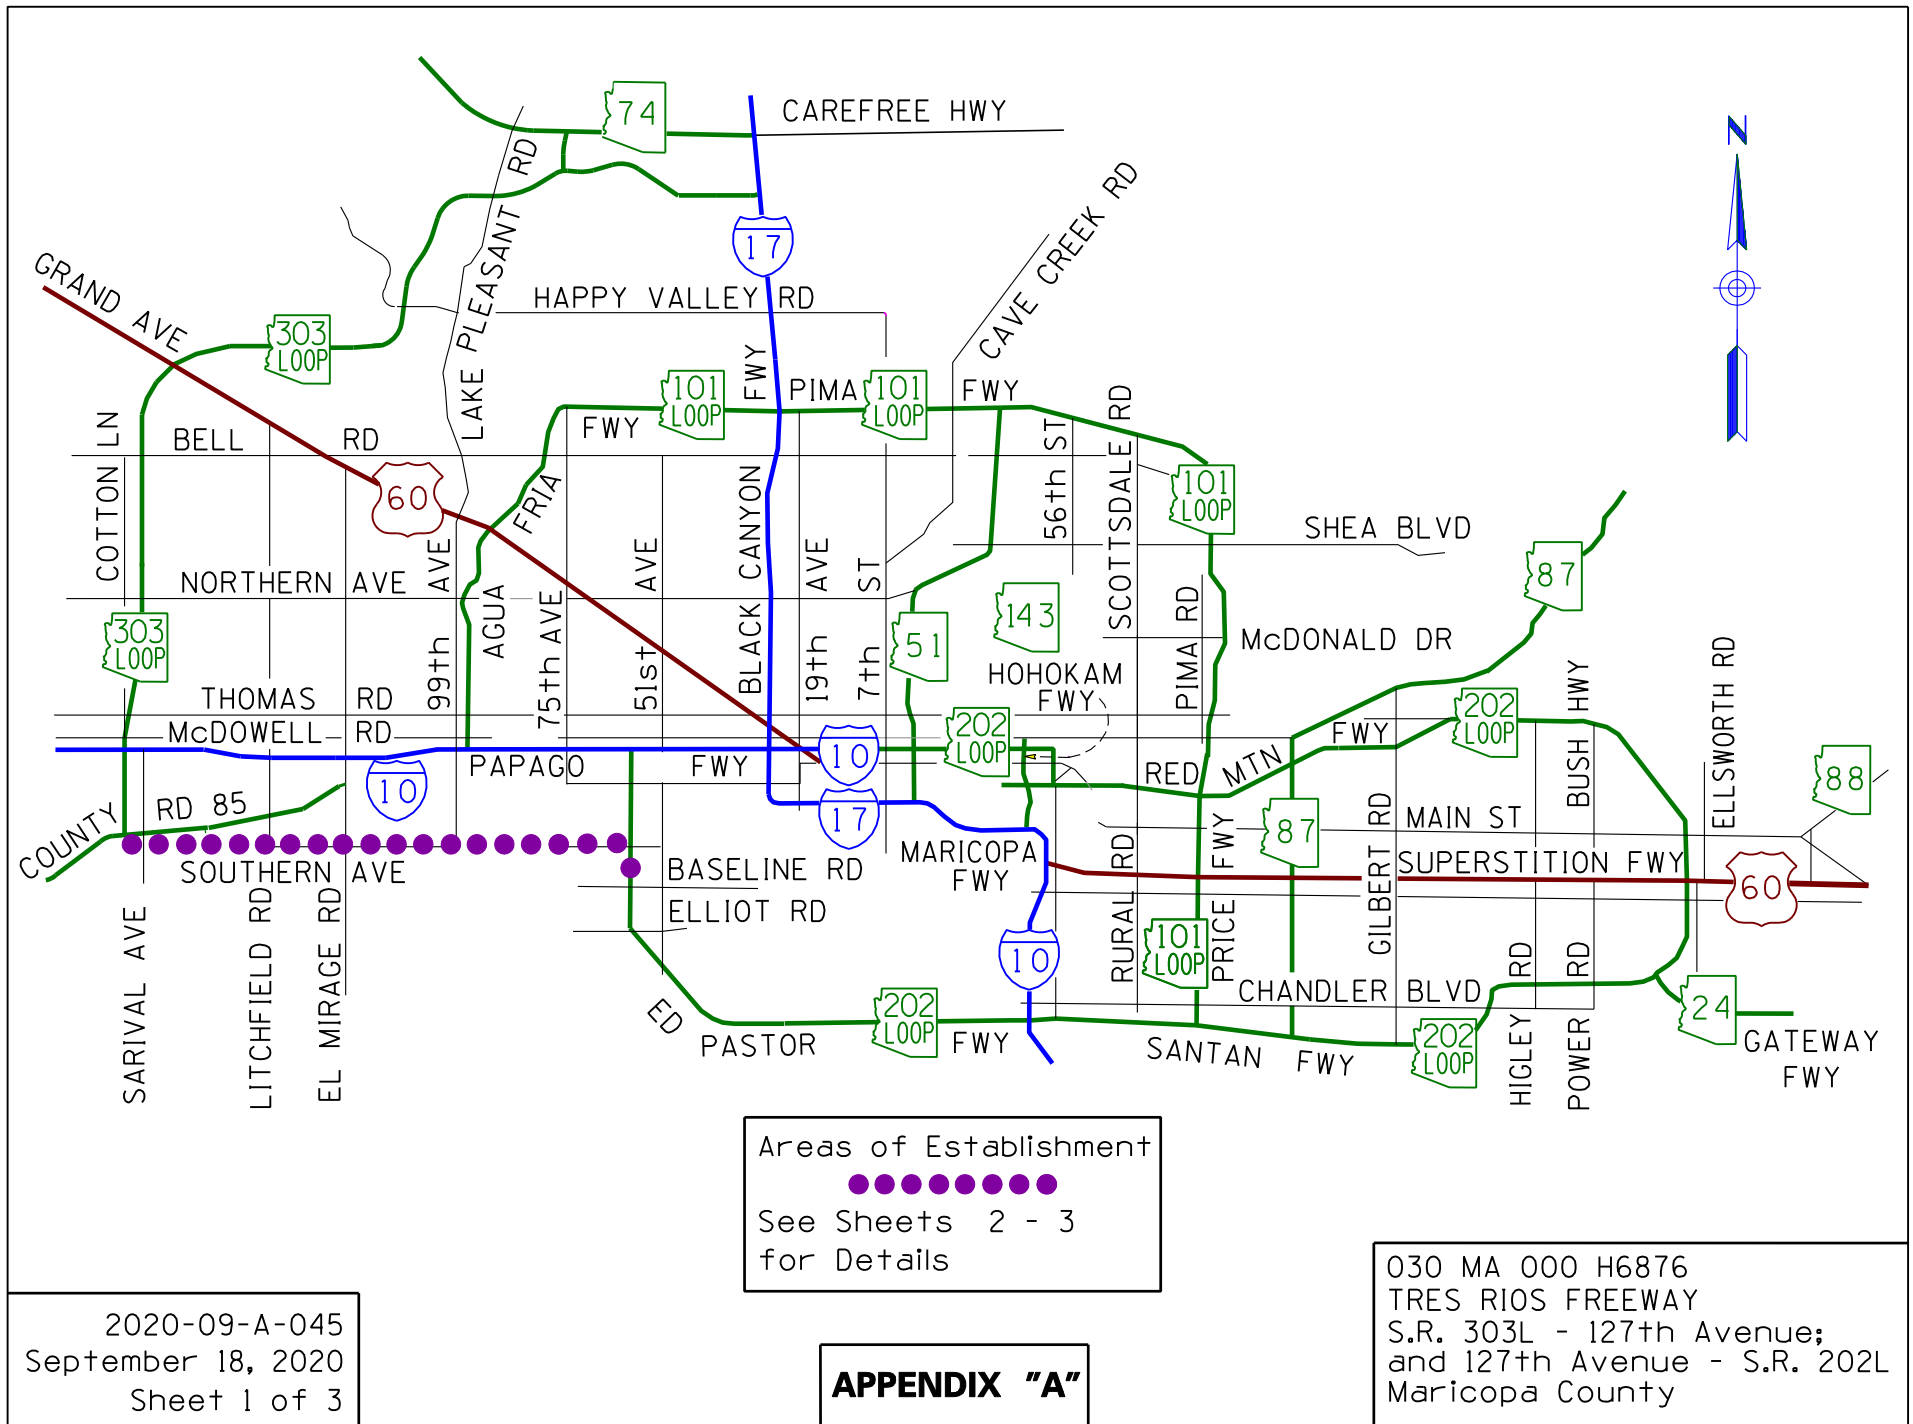 74
CAREFREE HWY
N
RD
17
CAVE CREEK RD
GRAND AVE
HAPPY VALLEY RD
LAKE PLEASANT
303
LOOP
101
LOOP
FWY
PIMA
101
LOOP
FWY
FWY
BELL RD
COTTON LN
60
FRIA
56th ST
SCOTTSDALE RD
101
LOOP
SHEA BLVD
87
NORTHERN AVE
99th AVE
AGUA
75th AVE
51st AVE
BLACK CANYON
19th AVE
7th ST
143
51
303
LOOP
PIMA RD
McDONALD DR
HOHOKAM
FWY
THOMAS RD
McDOWELL RD
202
LOOP
202
LOOP
FWY
BUSH HWY
ELLSWORTH RD
10
PAPAGO FWY
10
RED MTN
88
COUNTY RD 85
17
87
MAIN ST
GILBERT RD
SUPERSTITION FWY
60
SOUTHERN AVE
BASELINE RD
ELLIOT RD
MARICOPA
FWY
RURAL RD
PRICE FWY
101
LOOP
10
SARIVAL AVE
LITCHFIELD RD
EL MIRAGE RD
CHANDLER BLVD
HIGLEY RD
POWER RD
24
GATEWAY
FWY
ED PASTOR
202
LOOP
FWY
SANTAN FWY
202
LOOP
Areas of Establishment
See Sheets 2 - 3
for Details
2020-09-A-045
September 18, 2020
Sheet 1 of 3
APPENDIX "A"
030 MA 000 H6876
TRES RIOS FREEWAY
S.R. 303L - 127th Avenue;
and 127th Avenue - S.R. 202L
Maricopa County